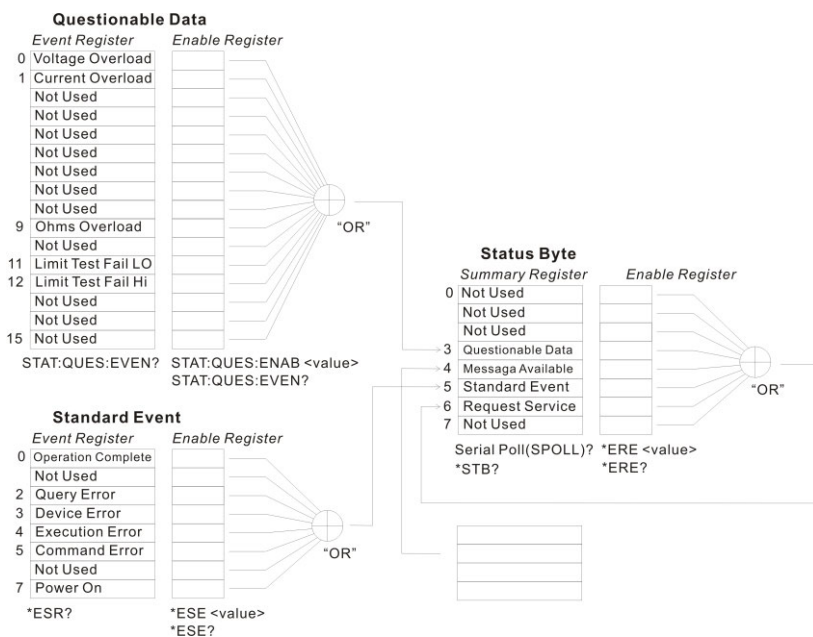 Questionable Data
Event Register Enable Register
0 Voltage Overload
1 Current Overload
Not Used
Not Used
Not Used
Not Used
Not Used
Not Used
Not Used
9 Ohms Overload
Not Used
11 Limit Test Fail LO
12 Limit Test Fail Hi
Not Used
Not Used
15 Not Used
"OR"
STAT:QUES:EVEN? STAT:QUES:ENAB <value>
STAT:QUES:EVEN?
Standard Event
Event Register Enable Register
0 Operation Complete
Not Used
2 Query Error
3 Device Error
4 Execution Error
5 Command Error
Not Used
7 Power On
"OR"
*ESR? *ESE <value>
*ESE?
Status Byte
Summary Register Enable Register
0 Not Used
Not Used
Not Used
3 Questionable Data
4 Messaga Available
5 Standard Event
6 Request Service
7 Not Used
"OR"
Serial Poll(SPOLL)? *ERE <value>
*STB? *ERE?